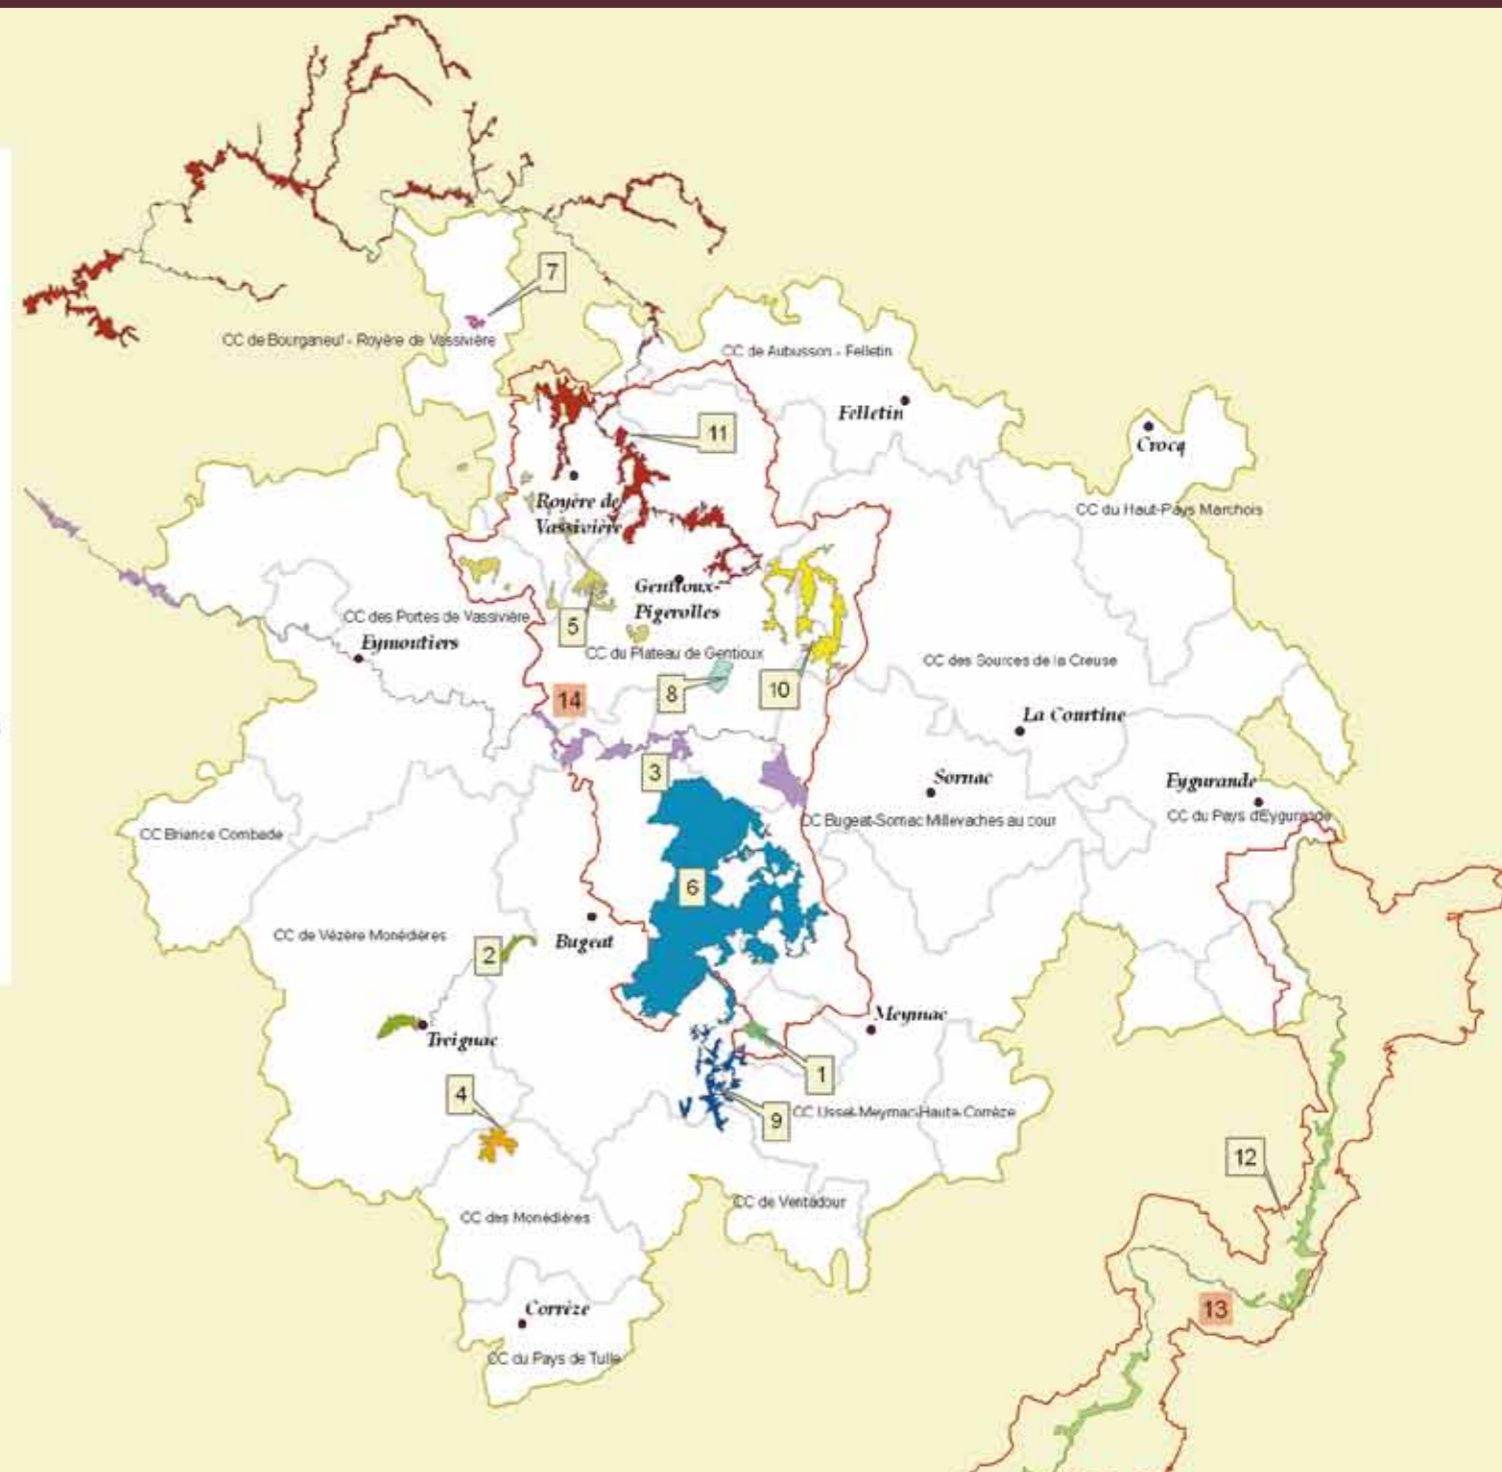 7
CC de Bourganeuf - Royère de Vassivière
CC de Aubusson - Felletin
Felletin
11
Crocq
Royère de
Vassivière
CC du Haut-Pays Marchois
Gentioux-
Pigerolles
CC des Portes de Vassivière
5
Eymoutiers
CC du Plateau de Gentioux
CC des Sources de la Creuse
8
10
14
La Courtine
3
Sornac
Eygurande
CC Bugeat-Sornac Millevaches au cour
CC du Pays dEygurande
CC Briance Combade
6
CC de Vézère Monédières
2
Bugeat
Meymac
Treignac
1
4
9
CC Ussel-Meymac-Haute-Corrèze
12
CC de Ventadour
CC des Monédières
Corrèze
13
CC du Pays de Tulle